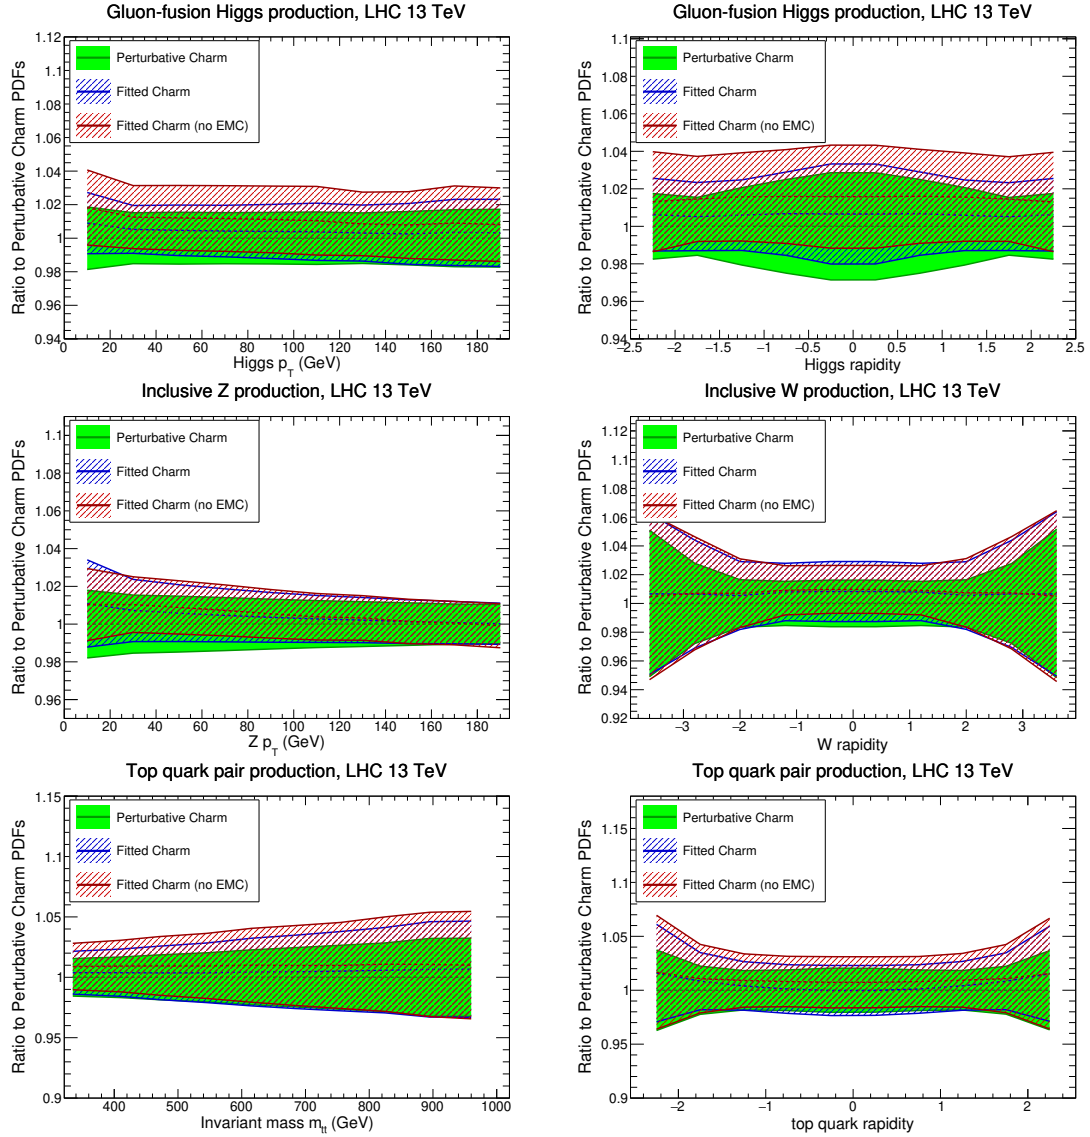 Gluon-fusion Higgs production, LHC 13 TeV
Ratio to Perturbative Charm PDFs
1.12
1.1
1.08
1.06
1.04
1.02
1
0.98
0.96
0.94
Perturbative Charm
Fitted Charm
Fitted Charm (no EMC)
0 20 40 60 80 100 120 140 160 180
Higgs p_T (GeV)
Gluon-fusion Higgs production, LHC 13 TeV
Ratio to Perturbative Charm PDFs
1.1
1.08
1.06
1.04
1.02
1
0.98
0.96
0.94
Perturbative Charm
Fitted Charm
Fitted Charm (no EMC)
−2.5 −2 −1.5 −1 −0.5 0 0.5 1 1.5 2 2.5
Higgs rapidity
Inclusive Z production, LHC 13 TeV
Ratio to Perturbative Charm PDFs
1.1
1.08
1.06
1.04
1.02
1
0.98
0.96
Perturbative Charm
Fitted Charm
Fitted Charm (no EMC)
0 20 40 60 80 100 120 140 160 180
Z p_T (GeV)
Inclusive W production, LHC 13 TeV
Ratio to Perturbative Charm PDFs
1.12
1.1
1.08
1.06
1.04
1.02
1
0.98
0.96
0.94
0.92
Perturbative Charm
Fitted Charm
Fitted Charm (no EMC)
−3 −2 −1 0 1 2 3
W rapidity
Top quark pair production, LHC 13 TeV
Ratio to Perturbative Charm PDFs
1.15
1.1
1.05
1
0.95
0.9
Perturbative Charm
Fitted Charm
Fitted Charm (no EMC)
400 500 600 700 800 900 1000
Invariant mass m_tt (GeV)
Top quark pair production, LHC 13 TeV
Ratio to Perturbative Charm PDFs
1.15
1.1
1.05
1
0.95
0.9
Perturbative Charm
Fitted Charm
Fitted Charm (no EMC)
−2 −1 0 1 2
top quark rapidity